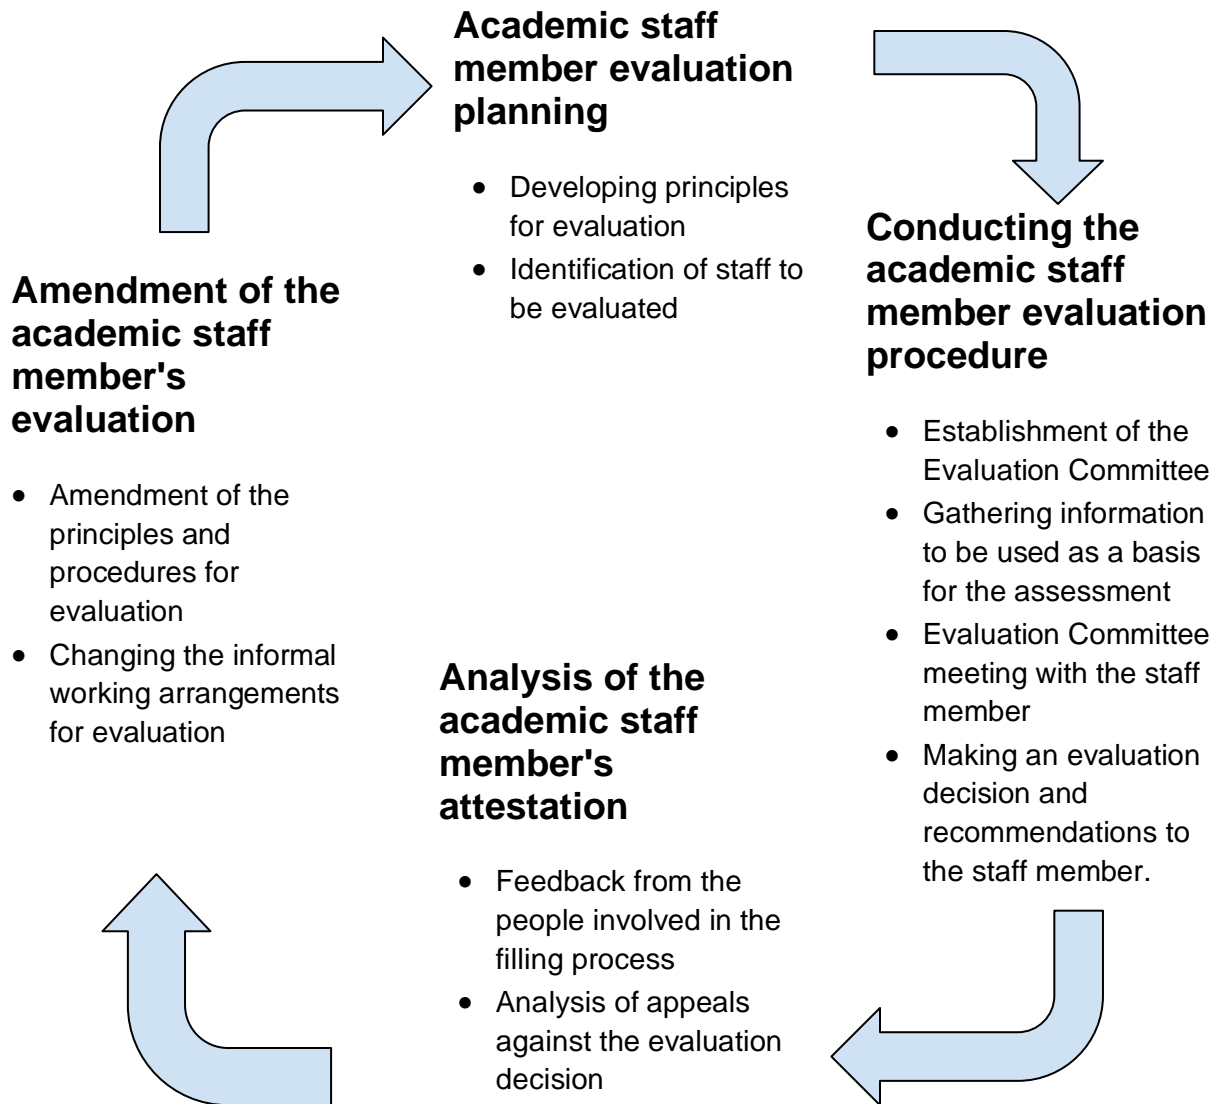 Academic staff
member evaluation
planning
• Developing principles
for evaluation
• Identification of staff to
be evaluated
Conducting the
academic staff
member evaluation
procedure
• Establishment of the
Evaluation Committee
• Gathering information
to be used as a basis
for the assessment
• Evaluation Committee
meeting with the staff
member
• Making an evaluation
decision and
recommendations to
the staff member.
Analysis of the
academic staff
member's
attestation
• Feedback from the
people involved in the
filling process
• Analysis of appeals
against the evaluation
decision
Amendment of the
academic staff
member's
evaluation
• Amendment of the
principles and
procedures for
evaluation
• Changing the informal
working arrangements
for evaluation